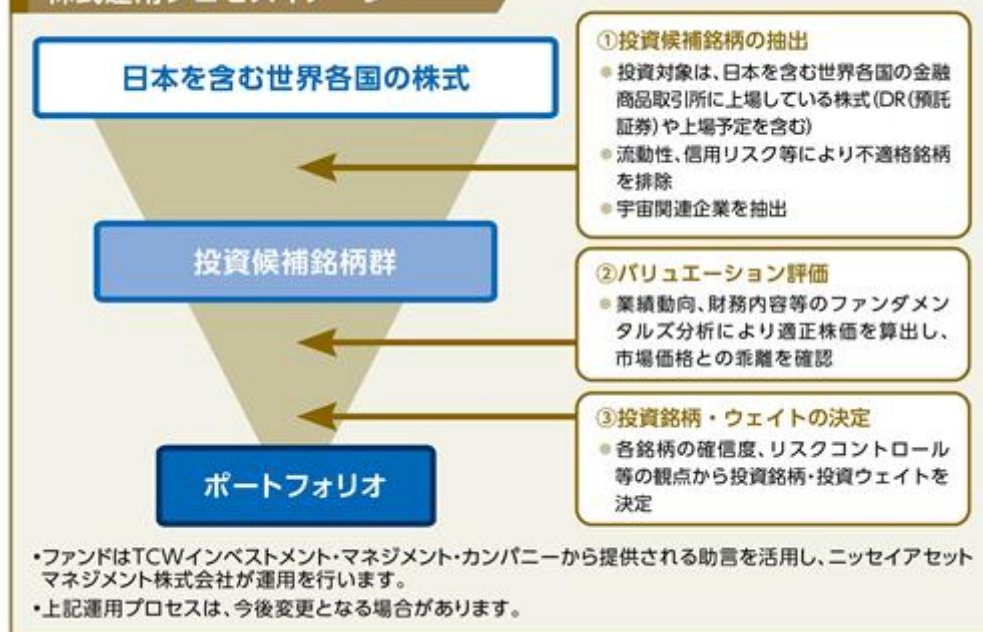 株式運用プロセスイメージ
日本を含む世界各国の株式
①投資候補銘柄の抽出
●投資対象は、日本を含む世界各国の金融
商品取引所に上場している株式(DR(預託
証券)や上場予定を含む)
●流動性、信用リスク等により不適格銘柄
を排除
●宇宙関連企業を抽出
投資候補銘柄群
②バリュエーション評価
●業績動向、財務内容等のファンダメン
タルズ分析により適正株価を算出し、
市場価格との乖離を確認
③投資銘柄・ウェイトの決定
●各銘柄の確信度、リスクコントロール
等の観点から投資銘柄・投資ウェイトを
決定
ポートフォリオ
・ファンドはTCWインベストメント・マネジメント・カンパニーから提供される助言を活用し、ニッセイアセット
マネジメント株式会社が運用を行います。
・上記運用プロセスは、今後変更となる場合があります。